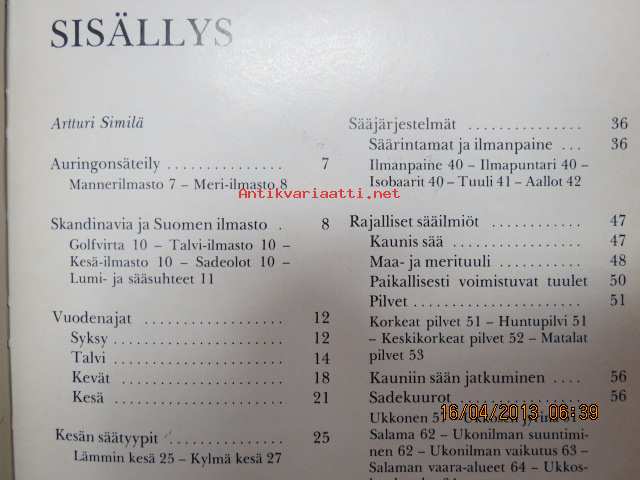 SISÄLLYS
Artturi Similä
Auringonsäteily . . . . . . . . . . . . . . 7
Mannerilmasto 7 – Meri-ilmasto 8
Skandinavia ja Suomen ilmasto . 8
Golfvirta 10 – Talvi-ilmasto 10 –
Kesä-ilmasto 10 – Sadeolot 10 –
Lumi- ja sääsuhteet 11
Vuodenajat . . . . . . . . . . . . . . . . . 12
Syksy . . . . . . . . . . . . . . . . . . . 12
Talvi . . . . . . . . . . . . . . . . . . . 14
Kevät . . . . . . . . . . . . . . . . . . 18
Kesä . . . . . . . . . . . . . . . . . . . 21
Kesän säätyypit . . . . . . . . . . . . . 25
Lämmin kesä 25 – Kylmä kesä 27
Sääjärjestelmät . . . . . . . . . . . . . 36
Säärintamat ja ilmanpaine . . . 36
Ilmanpaine 40 – Ilmapuntari 40 –
Isobaarit 40 – Tuuli 41 – Aallot 42
Rajalliset sääilmiöt . . . . . . . . . . 47
Kaunis sää . . . . . . . . . . . . . . . 47
Maa- ja merituuli . . . . . . . . . . 48
Paikallisesti voimistuvat tuulet 50
Pilvet . . . . . . . . . . . . . . . . . . . 51
Korkeat pilvet 51 – Huntupilvi 51
– Keskikorkeat pilvet 52 – Matalat
pilvet 53
Kauniin sään jatkuminen . . . . 56
Sadekuurot . . . . . . . . . . . . . . 56
Ukkonen 57 – Ukkosen jyrinä
Salama 62 – Ukonilman suuntimi-
nen 62 – Ukonilman vaikutus 63 –
Salaman vaara-alueet 64 – Ukkos-
Antikvariaatti.net
16/04/2013 06:39